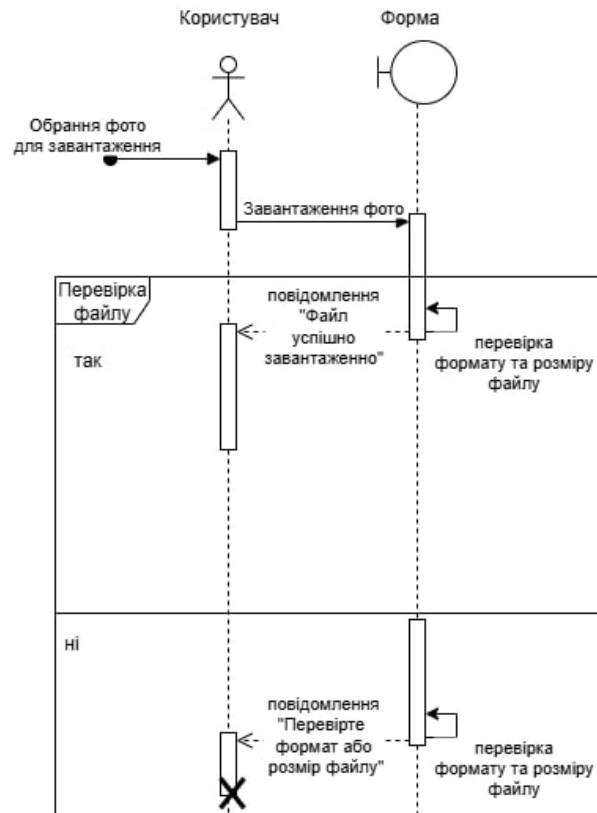 Користувач
Форма
Обрання фото
для завантаження
Завантаження фото
Перевірка
файлу
повідомлення
"Файл
успішно
завантаженно"
перевірка
формату та розміру
файлу
так
ні
повідомлення
"Перевірте
формат або
розмір файлу"
перевірка
формату та розміру
файлу